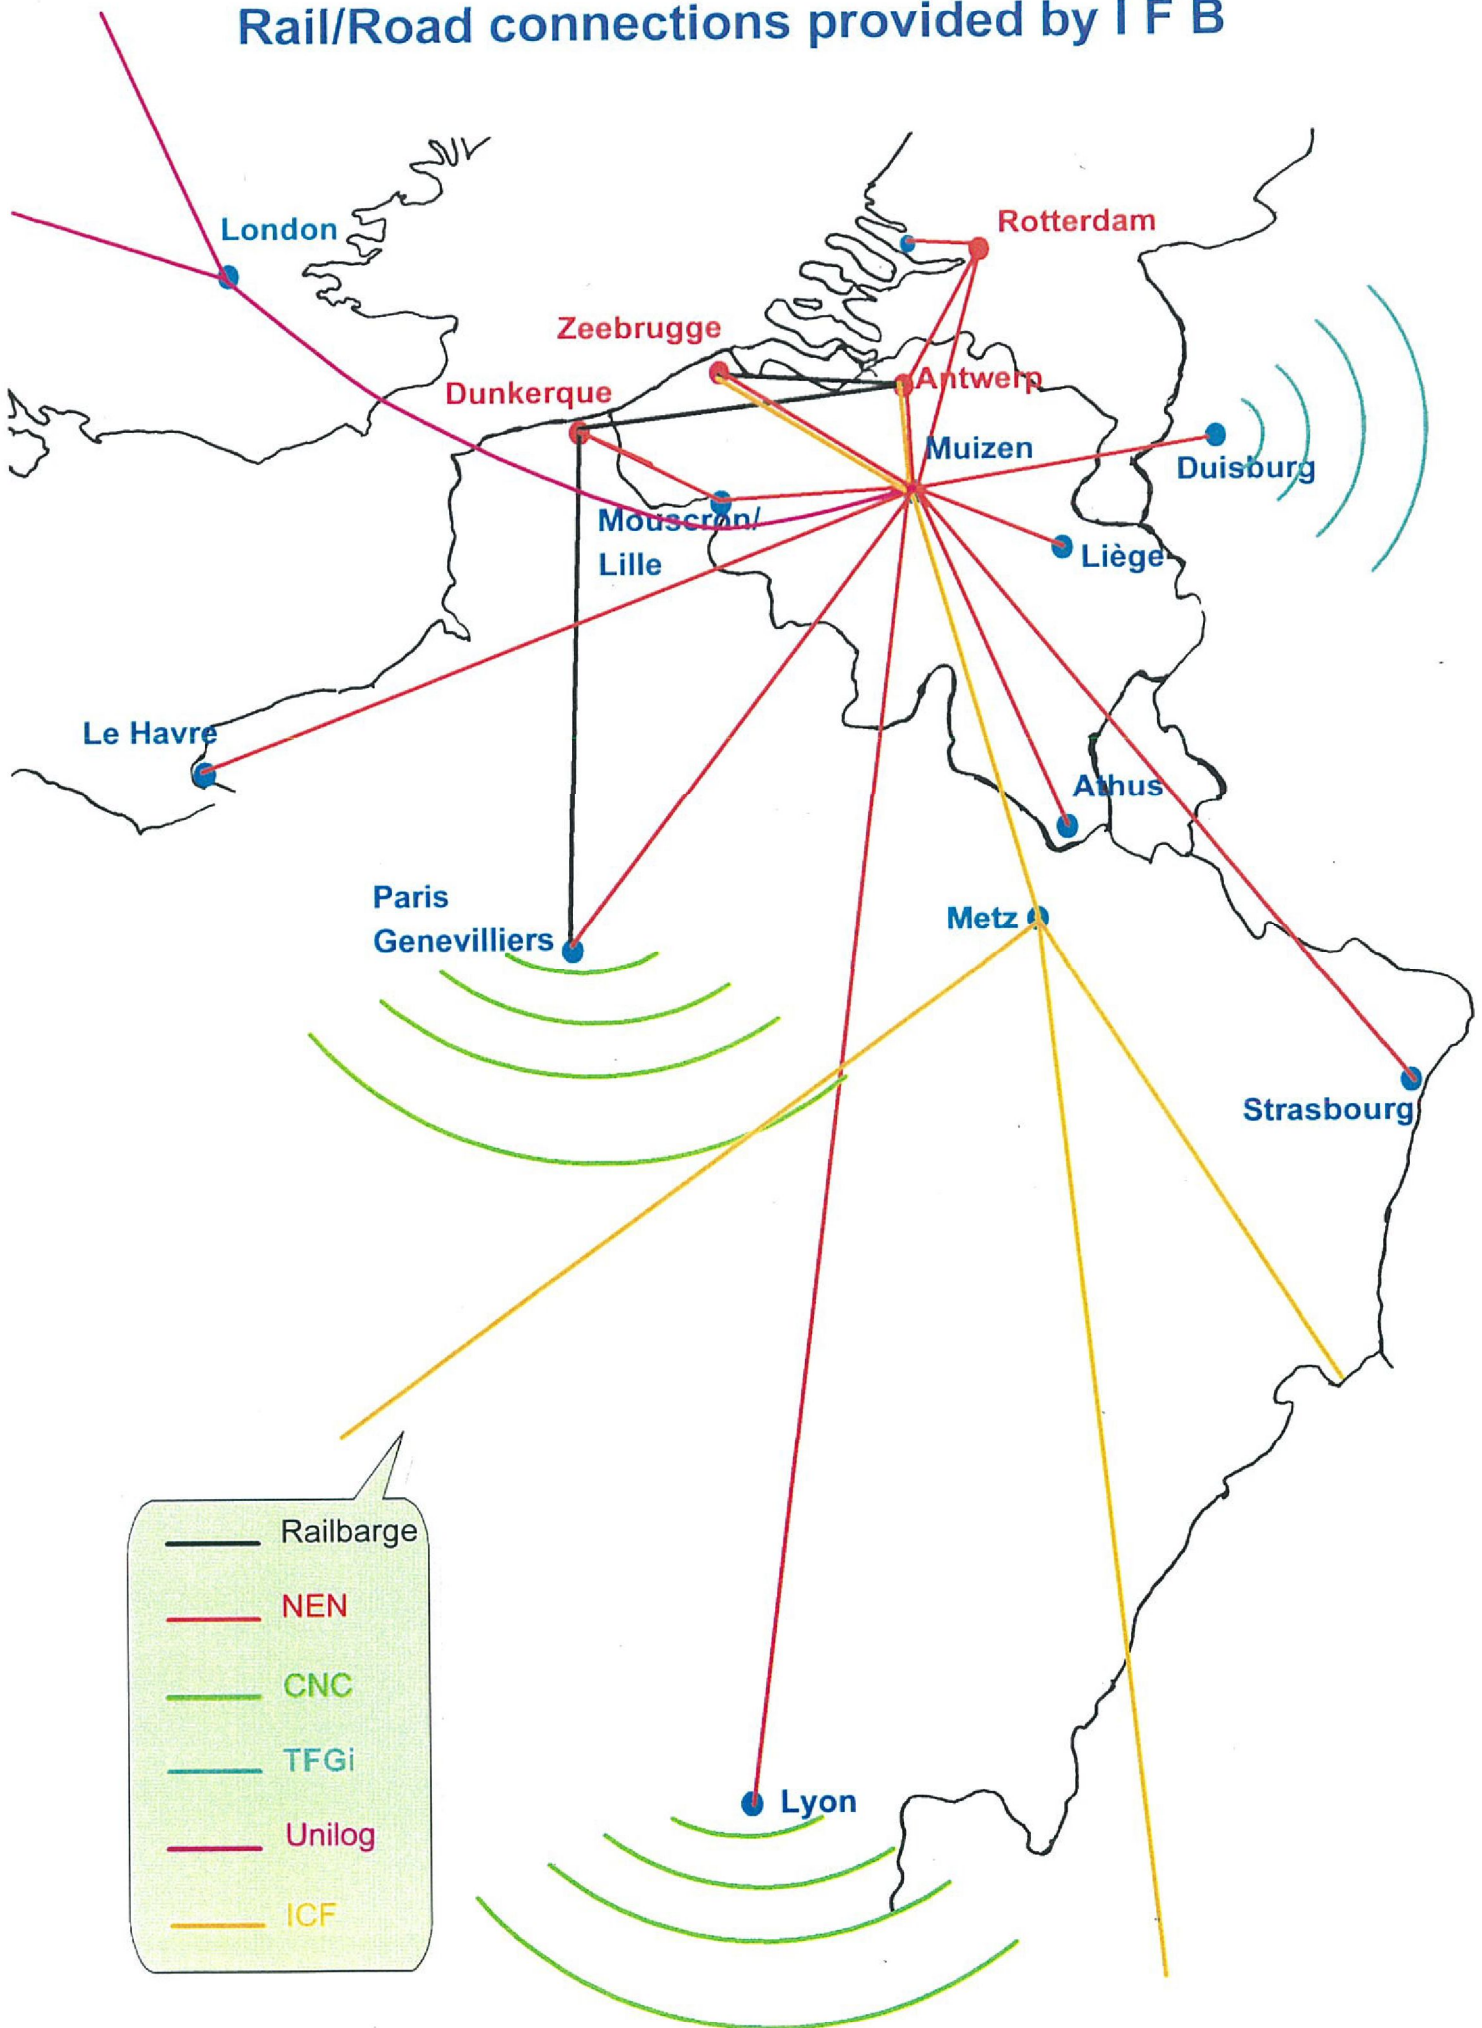 Rail/Road connections provided by I F B
London
Rotterdam
Zeebrugge
Dunkerque
Antwerp
Muizen
Duisburg
Mouscron/
Lille
Liège
Le Havre
Athus
Paris
Genevilliers
Metz
Strasbourg
Lyon
Railbarge
NEN
CNC
TFGi
Unilog
ICF